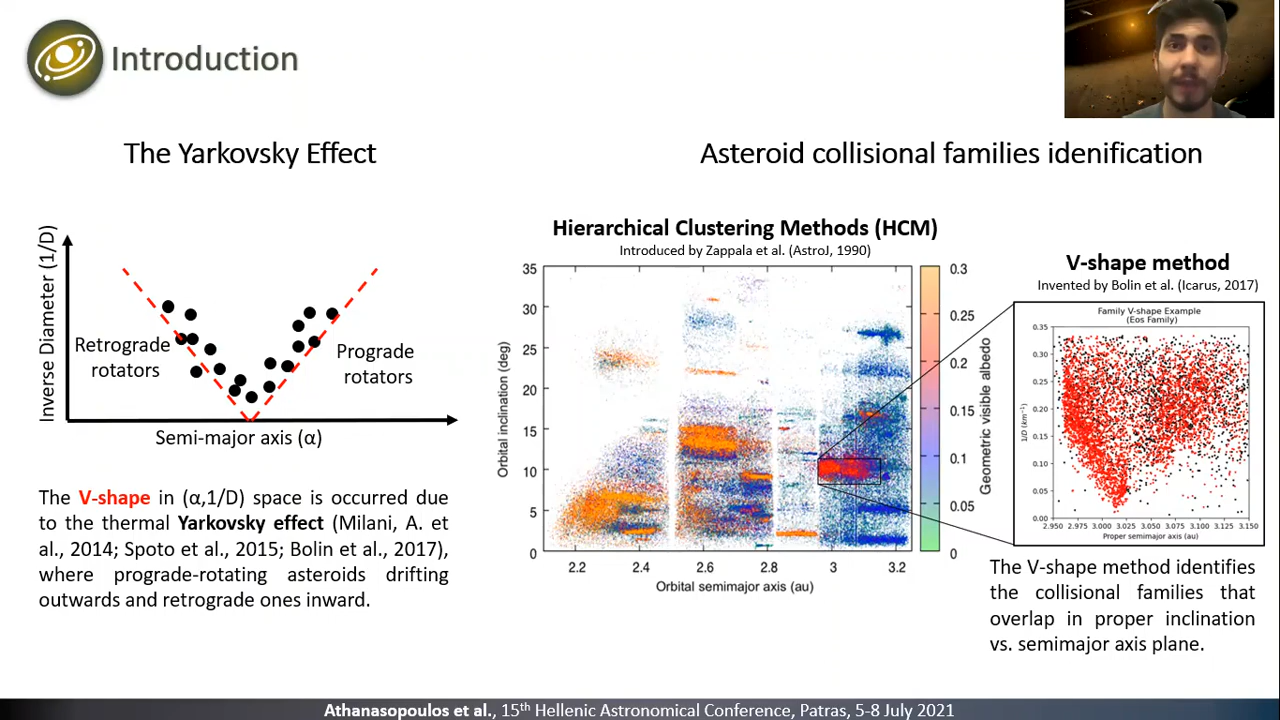 Introduction
The Yarkovsky Effect
Inverse Diameter (1/D)
Retrograde
rotators
Prograde
rotators
Semi-major axis (α)
The V-shape in (α,1/D) space is occurred due
to the thermal Yarkovsky effect (Milani, A. et
al., 2014; Spoto et al., 2015; Bolin et al., 2017),
where prograde-rotating asteroids drifting
outwards and retrograde ones inward.
Asteroid collisional families idenification
Hierarchical Clustering Methods (HCM)
Introduced by Zappala et al. (AstroJ, 1990)
Orbital inclination (deg)
35
30
25
20
15
10
5
0
2.2 2.4 2.6 2.8 3 3.2
Orbital semimajor axis (au)
0.3
0.25
0.2
0.15
0.1
0.05
0
Geometric visible albedo
V-shape method
Invented by Bolin et al. (Icarus, 2017)
Family V-shape Example
(Eos Family)
1/D (km⁻¹)
0.35
0.30
0.25
0.20
0.15
0.10
0.05
0.00
2.950 2.975 3.000 3.025 3.050 3.075 3.100 3.125 3.150
Proper semimajor axis (au)
The V-shape method identifies
the collisional families that
overlap in proper inclination
vs. semimajor axis plane.
Athanasopoulos et al., 15th Hellenic Astronomical Conference, Patras, 5-8 July 2021